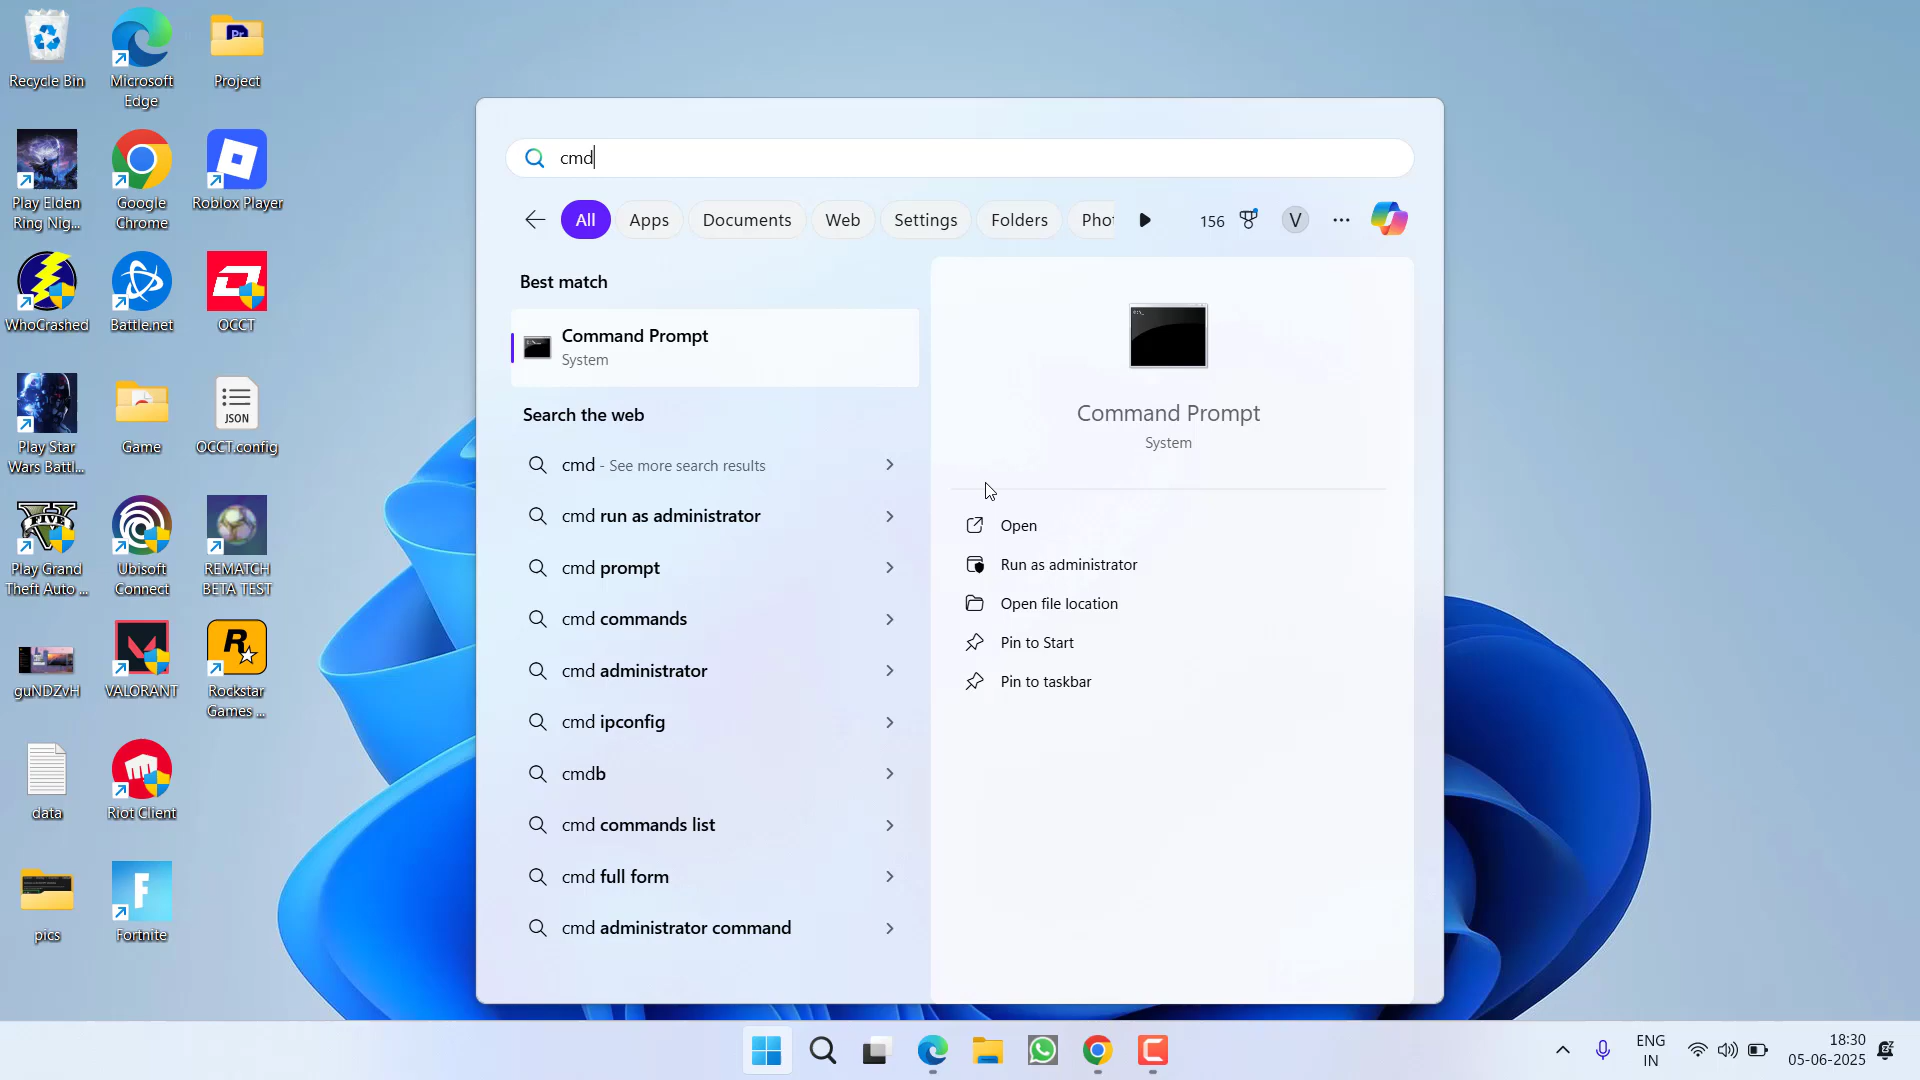 Recycle Bin
Microsoft
Edge
Project
Pr
Play Elden
Ring Nig...
Google
Chrome
Roblox Player
WhoCrashed
Battle.net
OCCT
Play Star
Wars Battl...
Game
JSON
OCCT.config
FIVE
Play Grand
Theft Auto ...
Ubisoft
Connect
REMATCH
BETA TEST
guNDZvH
VALORANT
R
Rockstar
Games ...
data
Riot Client
pics
F
Fortnite
cmd
All
Apps
Documents
Web
Settings
Folders
Phot
156
V
...
Best match
Command Prompt
System
Search the web
cmd - See more search results
cmd run as administrator
cmd prompt
cmd commands
cmd administrator
cmd ipconfig
cmdb
cmd commands list
cmd full form
cmd administrator command
Command Prompt
System
Open
Run as administrator
Open file location
Pin to Start
Pin to taskbar
ENG
IN
18:30
05-06-2025